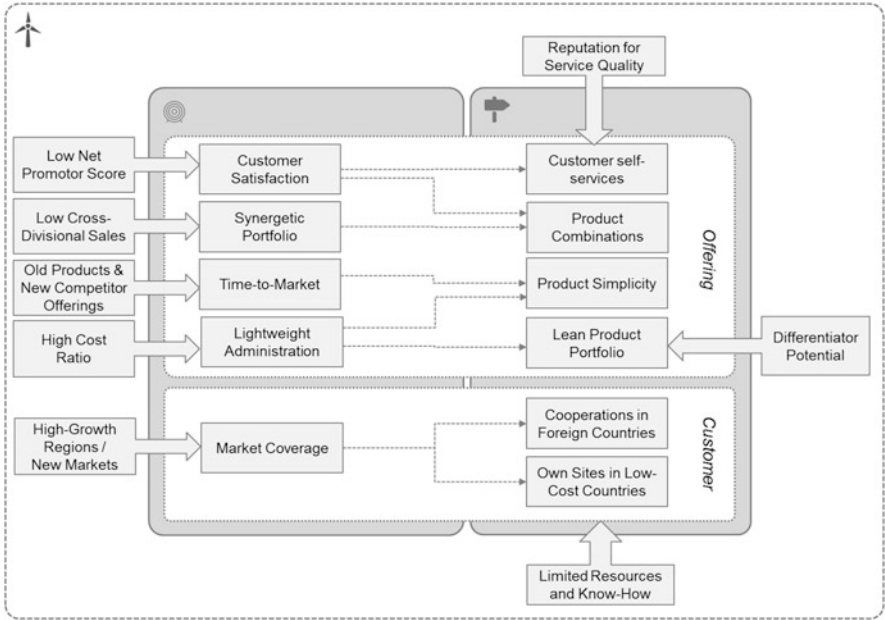 Reputation for
Service Quality
Low Net
Promotor Score
Customer
Satisfaction
Customer self-
services
Low Cross-
Divisional Sales
Synergetic
Portfolio
Product
Combinations
Offering
Old Products &
New Competitor
Offerings
Time-to-Market
Product Simplicity
High Cost
Ratio
Lightweight
Administration
Lean Product
Portfolio
Differentiator
Potential
High-Growth
Regions /
New Markets
Market Coverage
Cooperations in
Foreign Countries
Own Sites in Low-
Cost Countries
Customer
Limited Resources
and Know-How